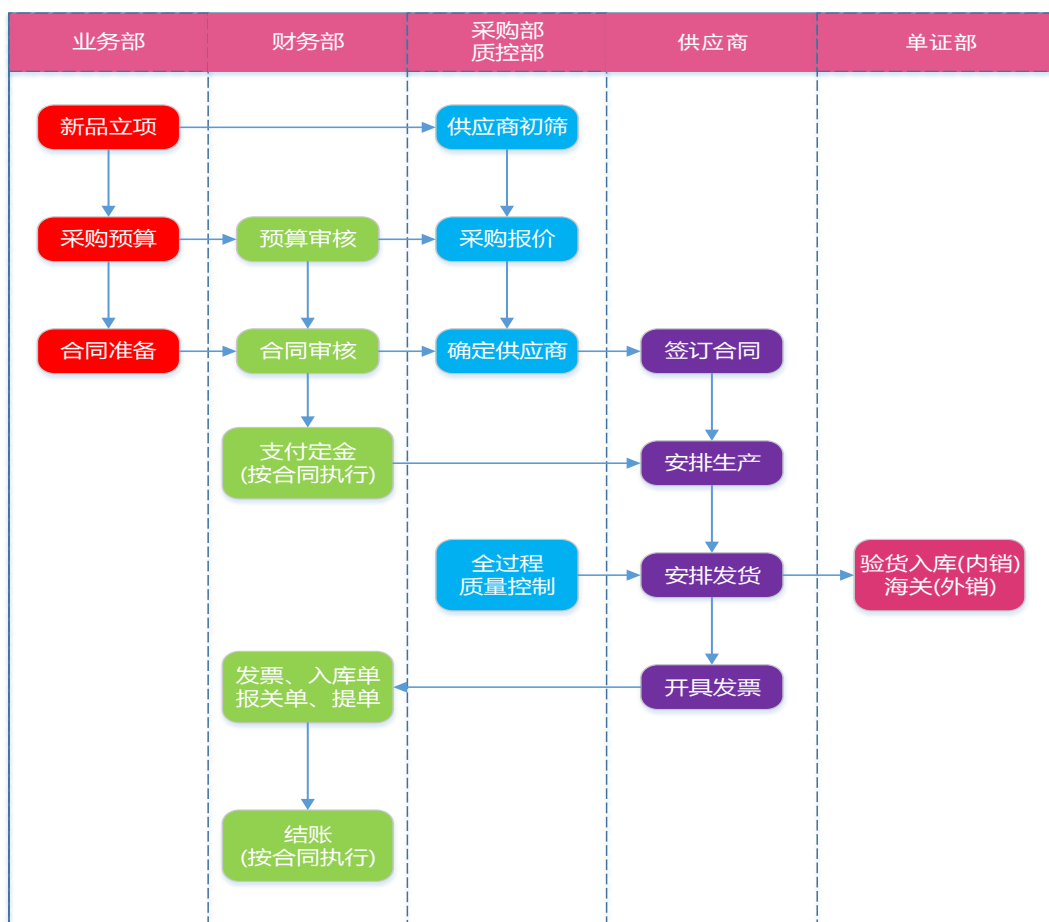 业务部
财务部
采购部
质控部
供应商
单证部
新品立项
供应商初筛
采购预算
预算审核
采购报价
合同准备
合同审核
确定供应商
签订合同
支付定金
(按合同执行)
安排生产
全过程
质量控制
安排发货
验货入库(内销)
海关(外销)
发票、入库单
报关单、提单
开具发票
结账
(按合同执行)